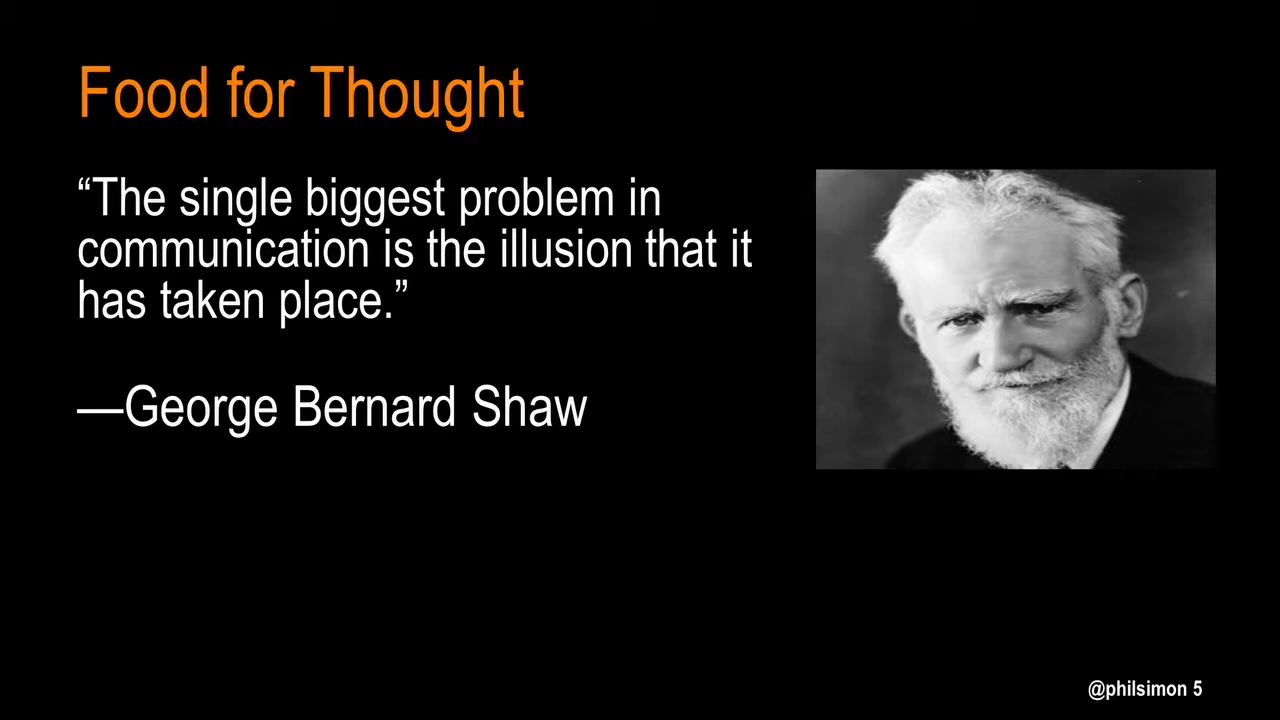 Food for Thought
“The single biggest problem in
communication is the illusion that it
has taken place.”
—George Bernard Shaw
@philsimon 5